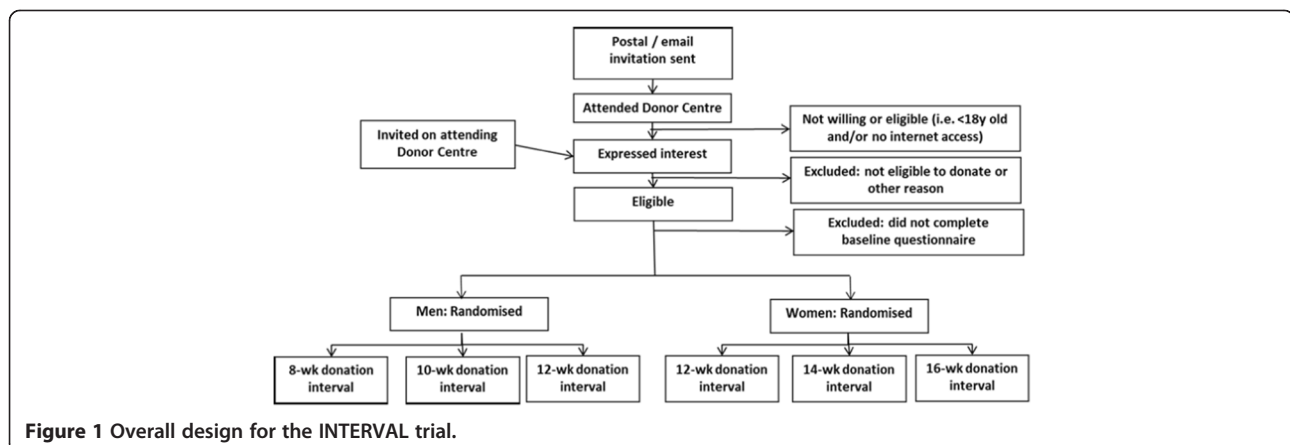 Postal / email
invitation sent
Attended Donor Centre
Not willing or eligible (i.e. <18y old
and/or no internet access)
Invited on attending
Donor Centre
Expressed interest
Excluded: not eligible to donate or
other reason
Eligible
Excluded: did not complete
baseline questionnaire
Men: Randomised
Women: Randomised
8-wk donation
interval
10-wk donation
interval
12-wk donation
interval
12-wk donation
interval
14-wk donation
interval
16-wk donation
interval
Figure 1 Overall design for the INTERVAL trial.